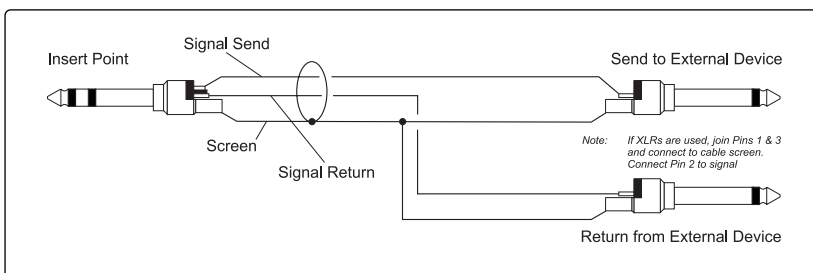 Signal Send
Insert Point
Send to External Device
Note: If XLRs are used, join Pins 1 & 3
and connect to cable screen.
Connect Pin 2 to signal
Screen
Signal Return
Return from External Device